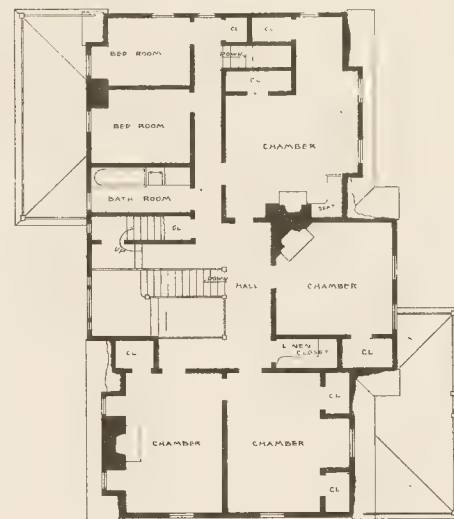 CL
CL
BED ROOM
DOWN
CL
BED ROOM
CHAMBER
BATH ROOM
SEAT
CL
UP
DOWN
HALL
CHAMBER
LINEN
CLOSET
CL
CL
CL
CHAMBER
CHAMBER
CL